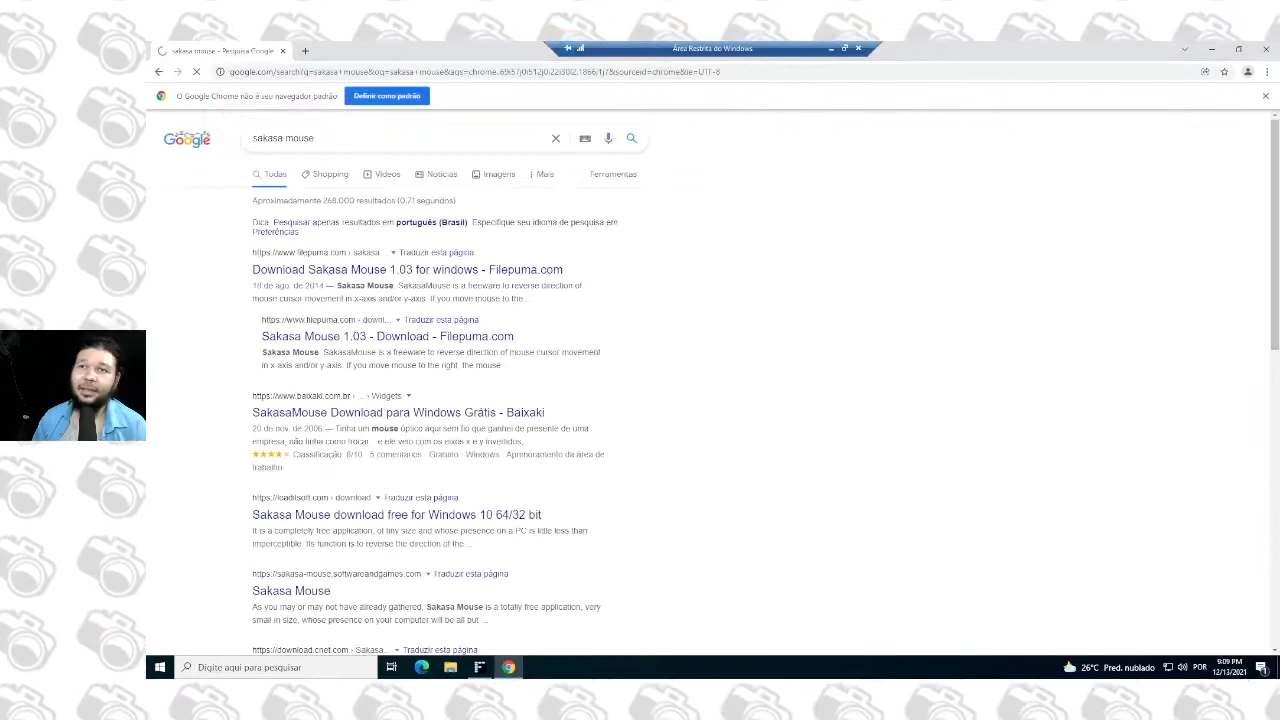 Área Restrita do Windows
sakasa mouse - Pesquisa Google
google.com/search?q=sakasa+mouse&oq=sakasa+mouse&aqs=chrome..69i57j0i512j0i22i30l2.1866j1j7&sourceid=chrome&ie=UTF-8
O Google Chrome não é seu navegador padrão
Definir como padrão
Google
sakasa mouse
Todas Shopping Vídeos Notícias Imagens Mais Ferramentas
Aproximadamente 268.000 resultados (0,71 segundos)
Dica: Pesquisar apenas resultados em português (Brasil) Especifique seu idioma de pesquisa em
Preferências
https://www.filepuma.com › sakasa... Traduzir esta página
Download Sakasa Mouse 1.03 for windows - Filepuma.com
18 de ago. de 2014 — Sakasa Mouse. SakasaMouse is a freeware to reverse direction of
mouse cursor movement in x-axis and/or y-axis. If you move mouse to the...
https://www.filepuma.com › downl... Traduzir esta página
Sakasa Mouse 1.03 - Download - Filepuma.com
Sakasa Mouse. SakasaMouse is a freeware to reverse direction of mouse cursor movement
in x-axis and/or y-axis. If you move mouse to the right, the mouse...
https://www.baixaki.com.br › ... › Widgets
SakasaMouse Download para Windows Grátis - Baixaki
20 de nov. de 2006 — Tinha um mouse óptico aqui sem fio que ganhei de presente de uma
empresa, não tinha como trocar... e ele veio com os eixos x e y invertidos,
Classificação: 8/10 · 5 comentários · Gratuito · Windows · Aprimoramento da área de
trabalho
https://loaditsoft.com › download Traduzir esta página
Sakasa Mouse download free for Windows 10 64/32 bit
It is a completely free application, of tiny size and whose presence on a PC is little less than
imperceptible. Its function is to reverse the direction of the ...
https://sakasa-mouse.softwareandgames.com Traduzir esta página
Sakasa Mouse
As you may or may not have already gathered, Sakasa Mouse is a totally free application, very
small in size, whose presence on your computer will be all but ...
https://download.cnet.com › Sakas... Traduzir esta página
Digite aqui para pesquisar
26°C Pred. nublado
POR
9:09 PM
12/13/2021